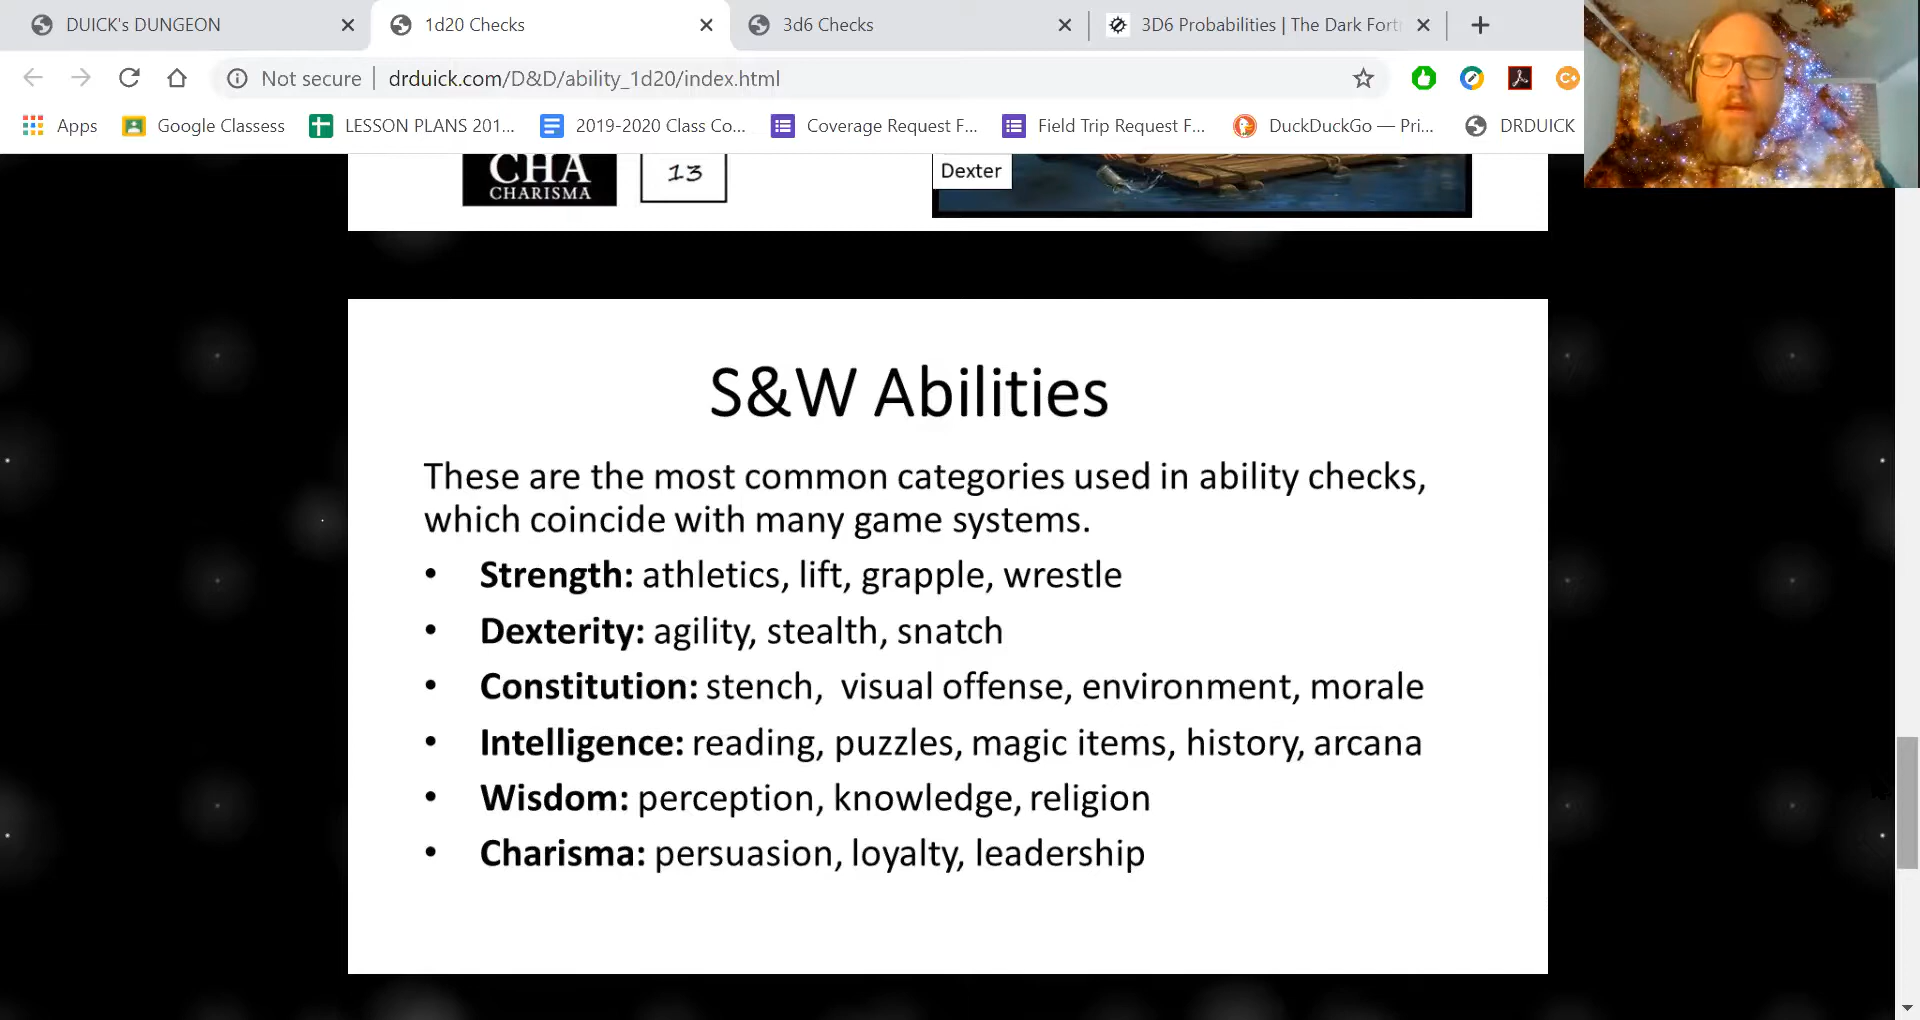 DUICK's DUNGEON
1d20 Checks
3d6 Checks
3D6 Probabilities | The Dark Fort
Not secure | drduick.com/D&D/ability_1d20/index.html
Apps
Google Classess
LESSON PLANS 201...
2019-2020 Class Co...
Coverage Request F...
Field Trip Request F...
DuckDuckGo — Pri...
DRDUICK
CHA
CHARISMA
13
Dexter
S&W Abilities
These are the most common categories used in ability checks,
which coincide with many game systems.
• Strength: athletics, lift, grapple, wrestle
• Dexterity: agility, stealth, snatch
• Constitution: stench, visual offense, environment, morale
• Intelligence: reading, puzzles, magic items, history, arcana
• Wisdom: perception, knowledge, religion
• Charisma: persuasion, loyalty, leadership